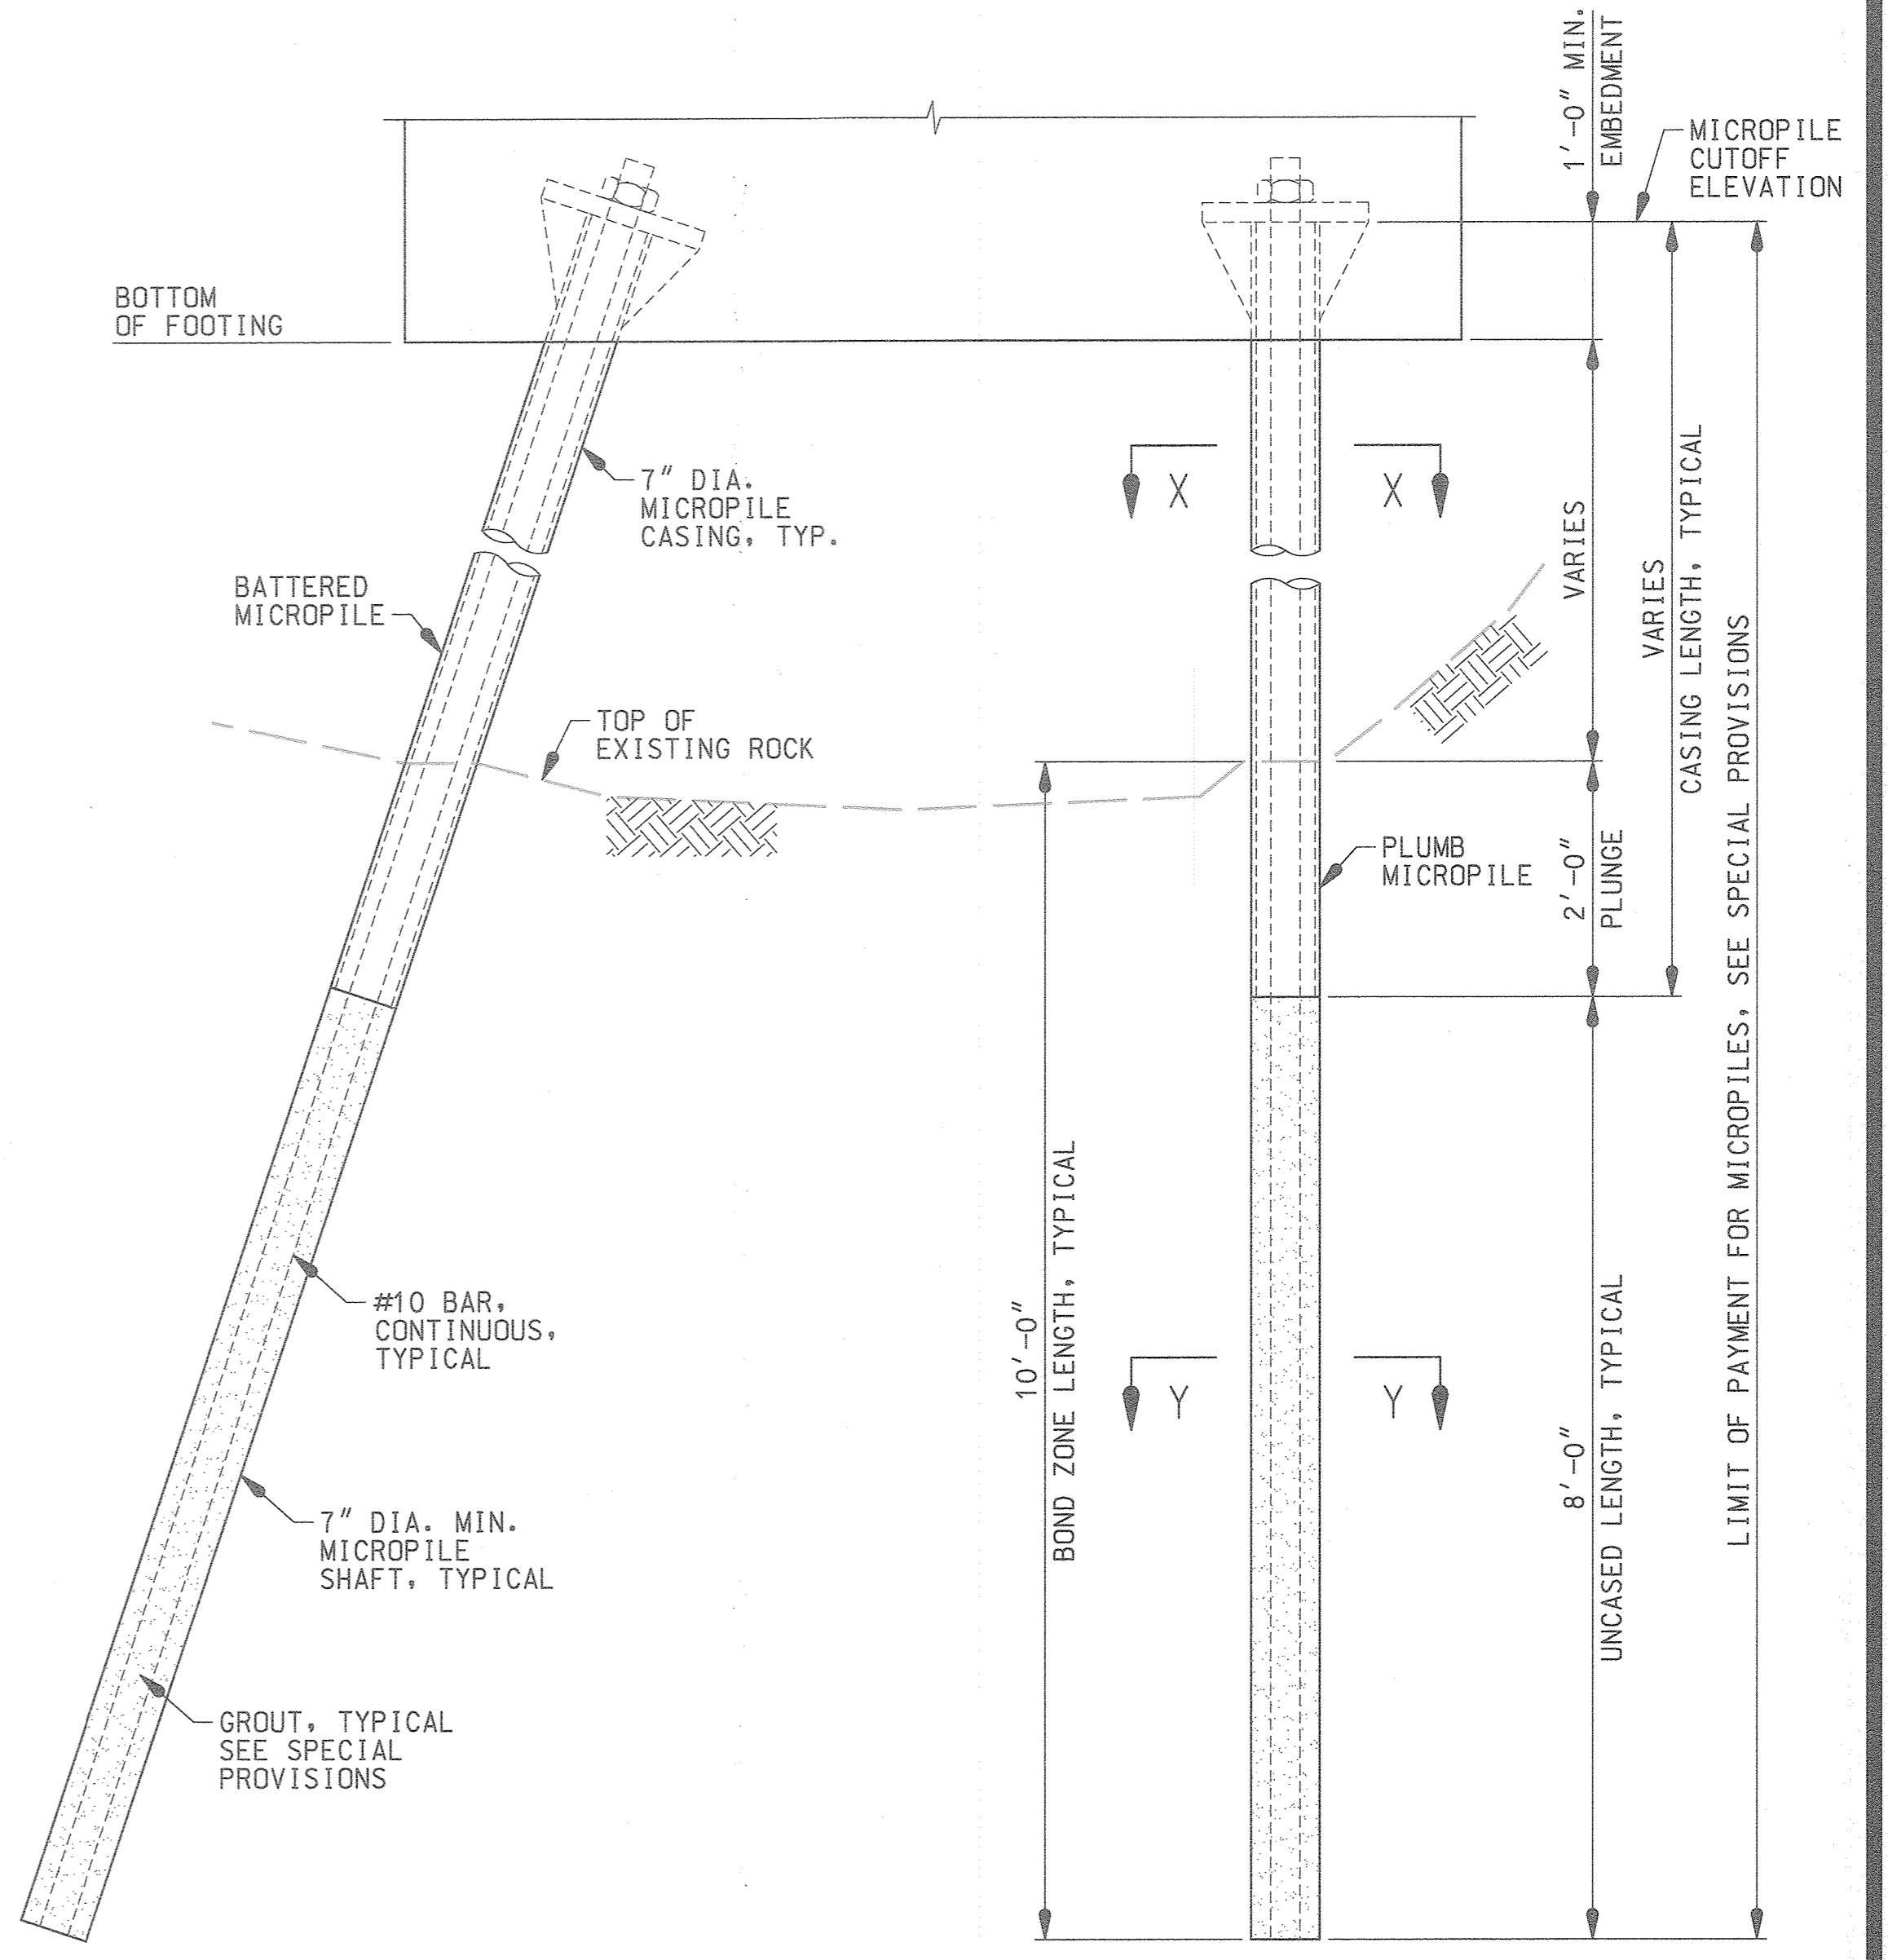 1'-0" MIN.
EMBEDMENT
MICROPILE
CUTOFF
ELEVATION
BOTTOM
OF FOOTING
7" DIA.
MICROPILE
CASING, TYP.
X X
VARIES
VARIES
CASING LENGTH, TYPICAL
BATTERED
MICROPILE
TOP OF
EXISTING ROCK
PLUMB
MICROPILE
2'-0"
PLUNGE
LIMIT OF PAYMENT FOR MICROPILES, SEE SPECIAL PROVISIONS
10'-0"
BOND ZONE LENGTH, TYPICAL
#10 BAR,
CONTINUOUS,
TYPICAL
Y Y
8'-0"
UNCASED LENGTH, TYPICAL
7" DIA. MIN.
MICROPILE
SHAFT, TYPICAL
GROUT, TYPICAL
SEE SPECIAL
PROVISIONS